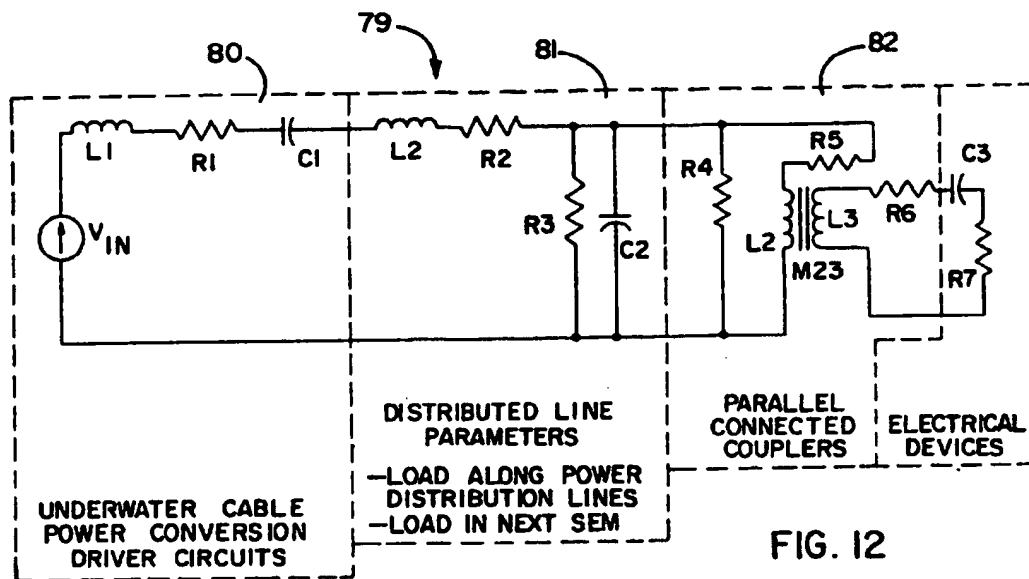 79
80
81
82
L1
R1
C1
L2
R2
R3
C2
R4
R5
L2
L3
M23
R6
C3
R7
VIN
UNDERWATER CABLE
POWER CONVERSION
DRIVER CIRCUITS
DISTRIBUTED LINE
PARAMETERS
—LOAD ALONG POWER
DISTRIBUTION LINES
—LOAD IN NEXT SEM
PARALLEL
CONNECTED
COUPLERS
ELECTRICAL
DEVICES
FIG. 12